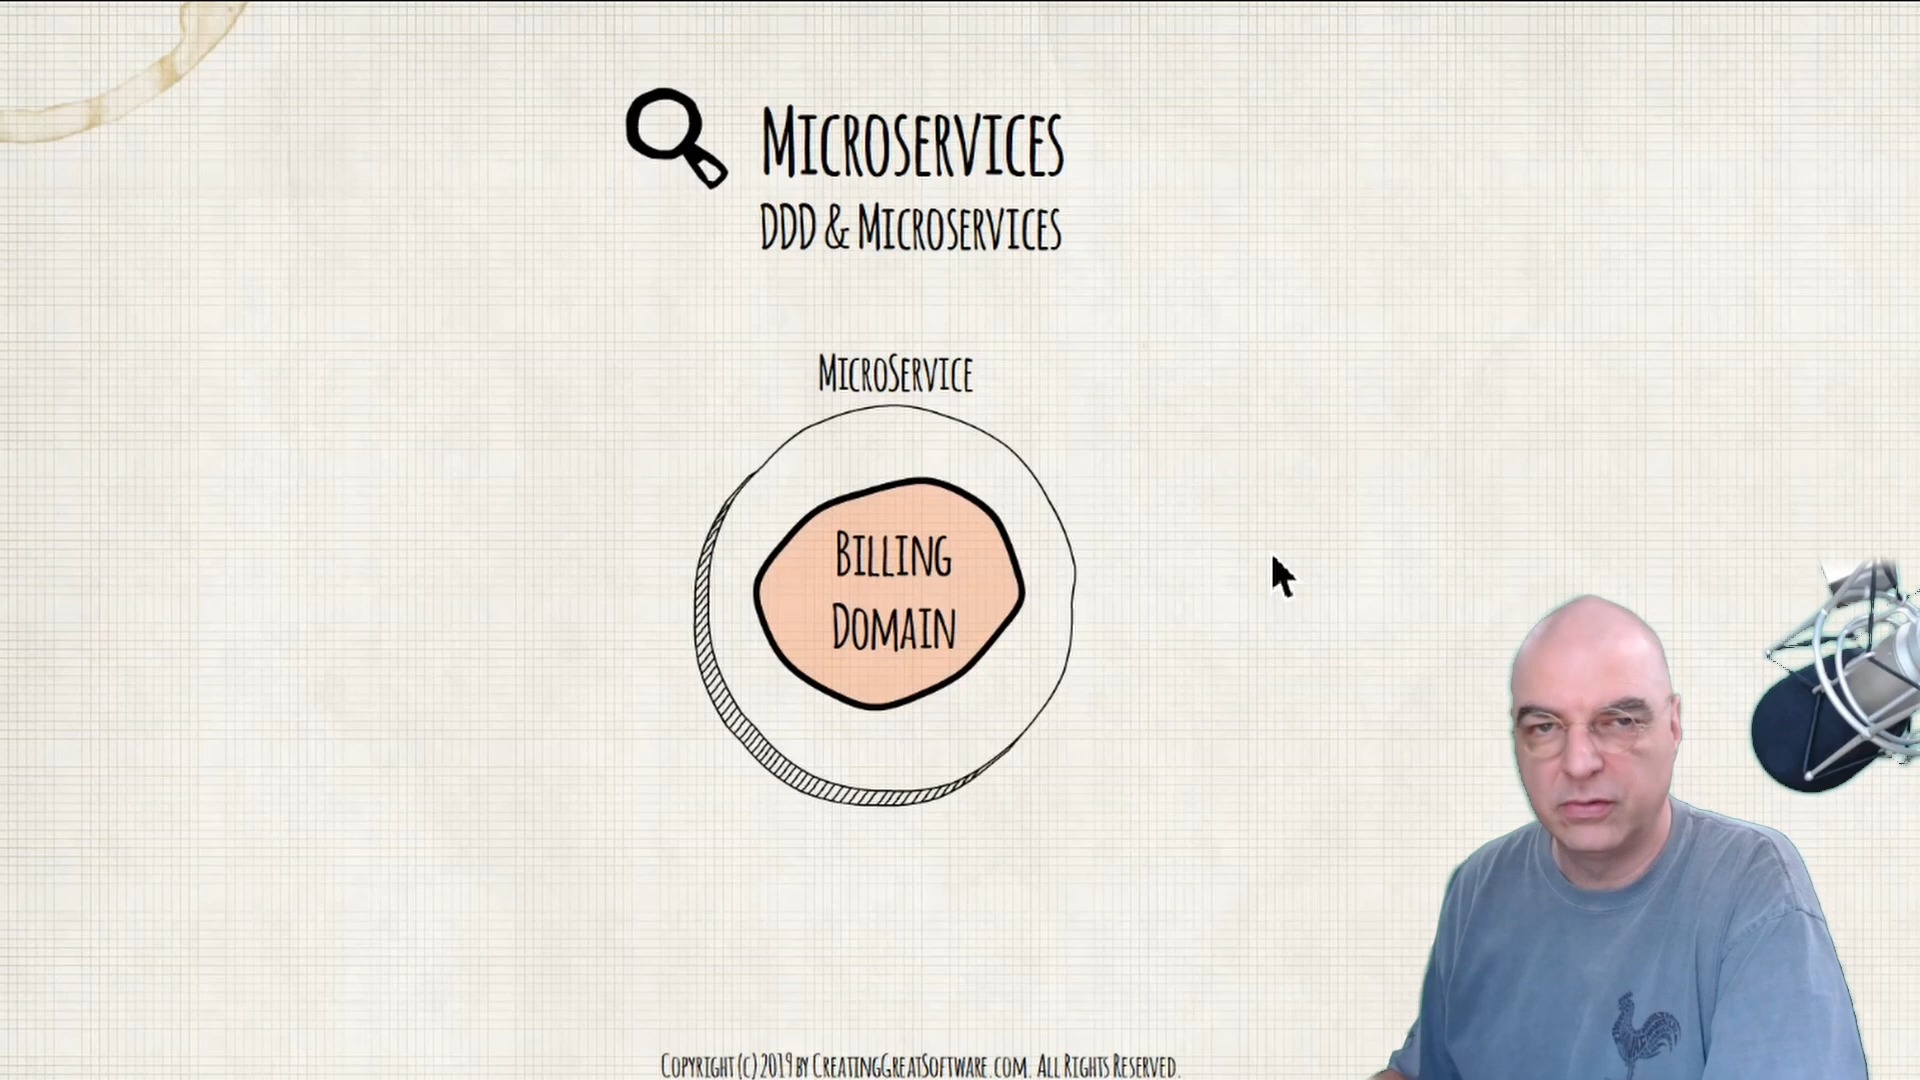 Microservices
DDD & Microservices
MicroService
Billing
Domain
Copyright (c) 2019 by CreatingGreatSoftware.com. All Rights Reserved.